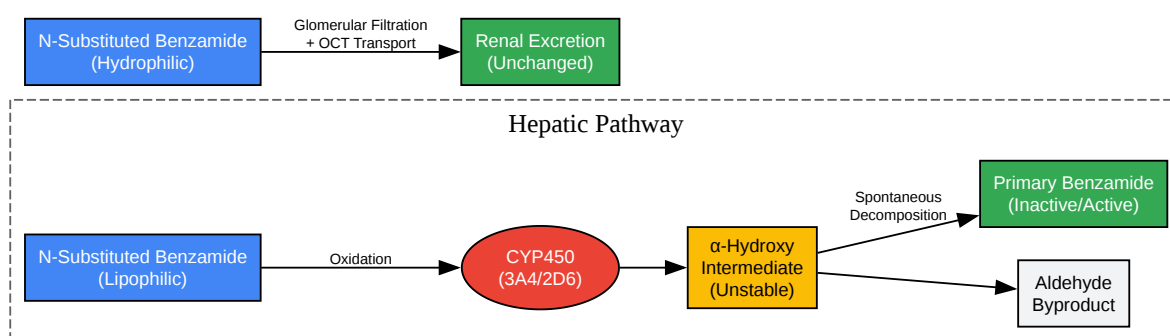 N-Substituted Benzamide
(Hydrophilic)
Glomerular Filtration
+ OCT Transport
Renal Excretion
(Unchanged)
Hepatic Pathway
N-Substituted Benzamide
(Lipophilic)
Oxidation
CYP450
(3A4/2D6)
α-Hydroxy
Intermediate
(Unstable)
Spontaneous
Decomposition
Primary Benzamide
(Inactive/Active)
Aldehyde
Byproduct